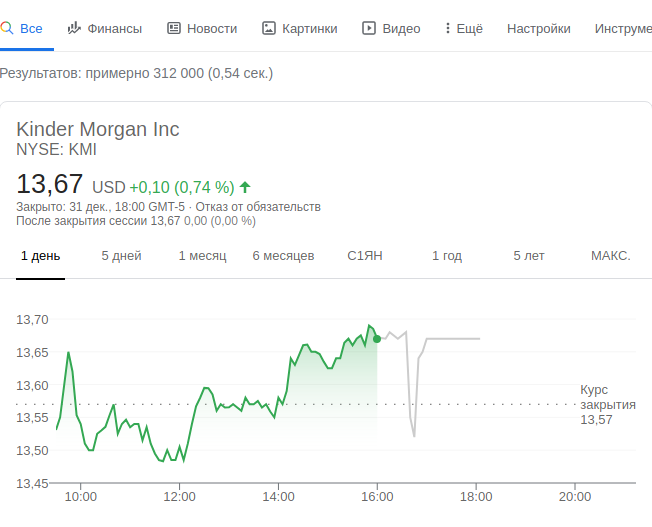 Все Финансы Новости Картинки Видео Ещё Настройки Инструме
Результатов: примерно 312 000 (0,54 сек.)
Kinder Morgan Inc
NYSE: KMI
13,67 USD +0,10 (0,74 %)
Закрыто: 31 дек., 18:00 GMT-5 · Отказ от обязательств
После закрытия сессии 13,67 0,00 (0,00 %)
1 день 5 дней 1 месяц 6 месяцев С1ЯН 1 год 5 лет МАКС.
13,70
13,65
13,60
13,55
13,50
13,45
Курс
закрытия
13,57
10:00 12:00 14:00 16:00 18:00 20:00